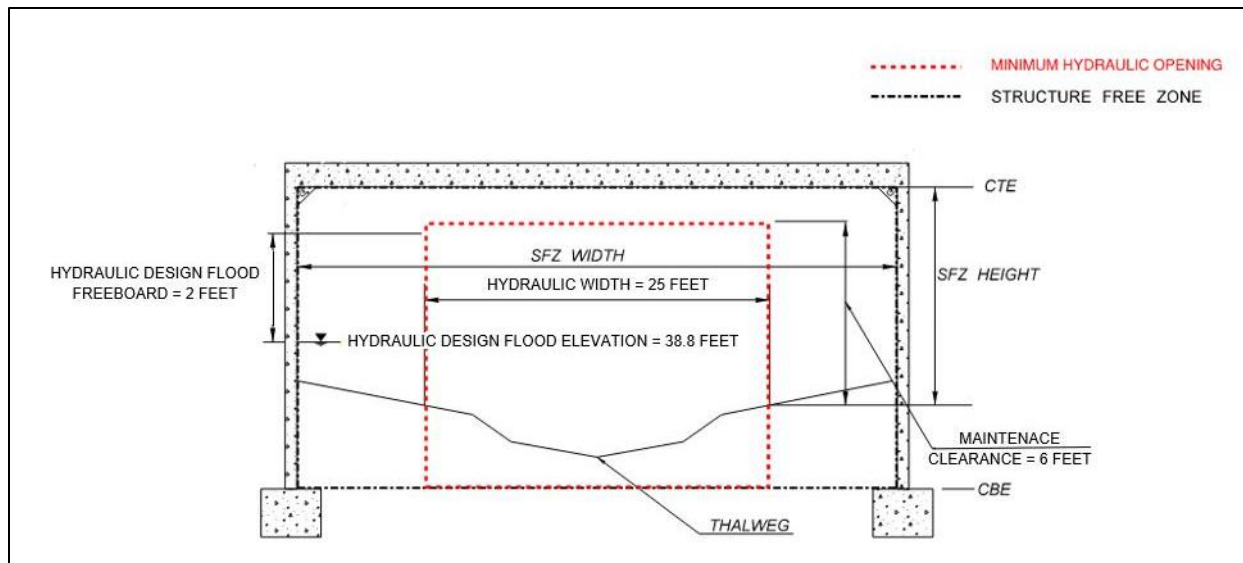 MINIMUM HYDRAULIC OPENING
STRUCTURE FREE ZONE
CTE
SFZ WIDTH
SFZ HEIGHT
HYDRAULIC DESIGN FLOOD
FREEBOARD = 2 FEET
HYDRAULIC WIDTH = 25 FEET
HYDRAULIC DESIGN FLOOD ELEVATION = 38.8 FEET
MAINTENACE
CLEARANCE = 6 FEET
CBE
THALWEG